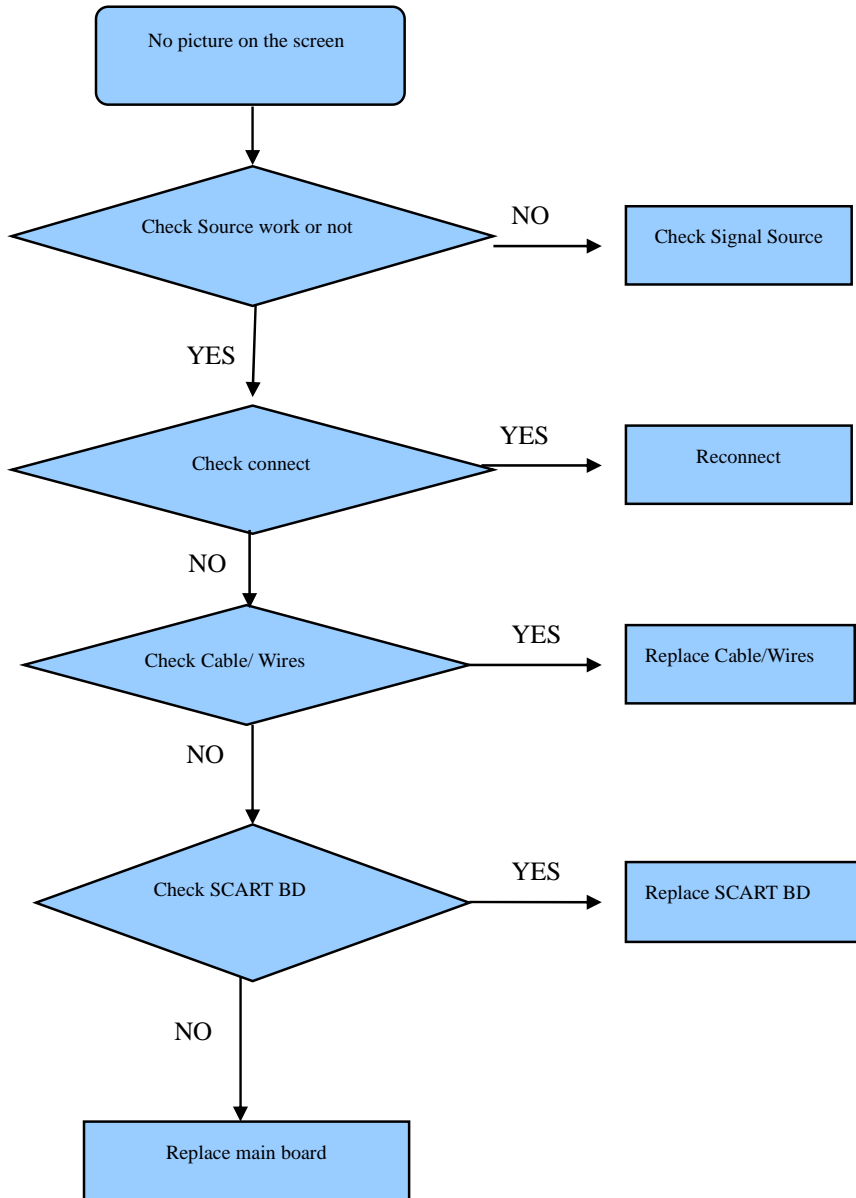 No picture on the screen
Check Source work or not
NO
Check Signal Source
YES
Check connect
YES
Reconnect
NO
Check Cable/ Wires
YES
Replace Cable/Wires
NO
Check SCART BD
YES
Replace SCART BD
NO
Replace main board